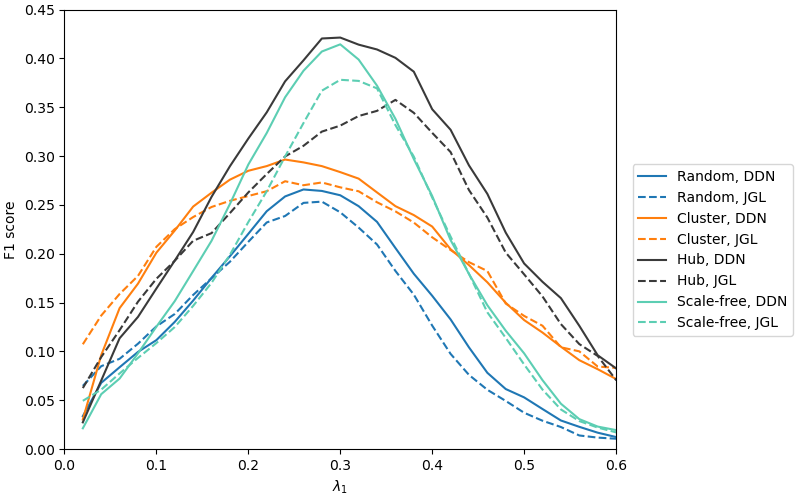 0.45
0.40
0.35
0.30
0.25
0.20
0.15
0.10
0.05
0.00
F1 score
0.0 0.1 0.2 0.3 0.4 0.5 0.6
λ₁
Random, DDN
Random, JGL
Cluster, DDN
Cluster, JGL
Hub, DDN
Hub, JGL
Scale-free, DDN
Scale-free, JGL